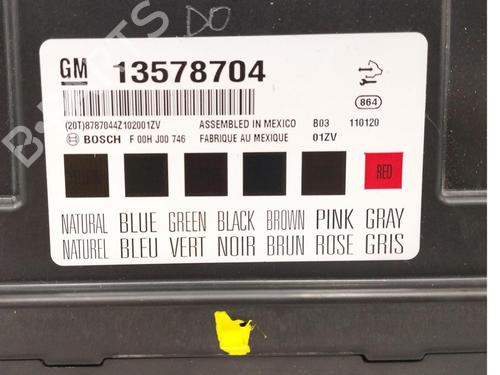 DO
GM 13578704
864
(20T)8787044Z102001ZV ASSEMBLED IN MEXICO B03 110120
BOSCH F 00H J00 746 FABRIQUE AU MEXIQUE 01ZV
RED
NATURAL BLUE GREEN BLACK BROWN PINK GRAY
NATUREL BLEU VERT NOIR BRUN ROSE GRIS